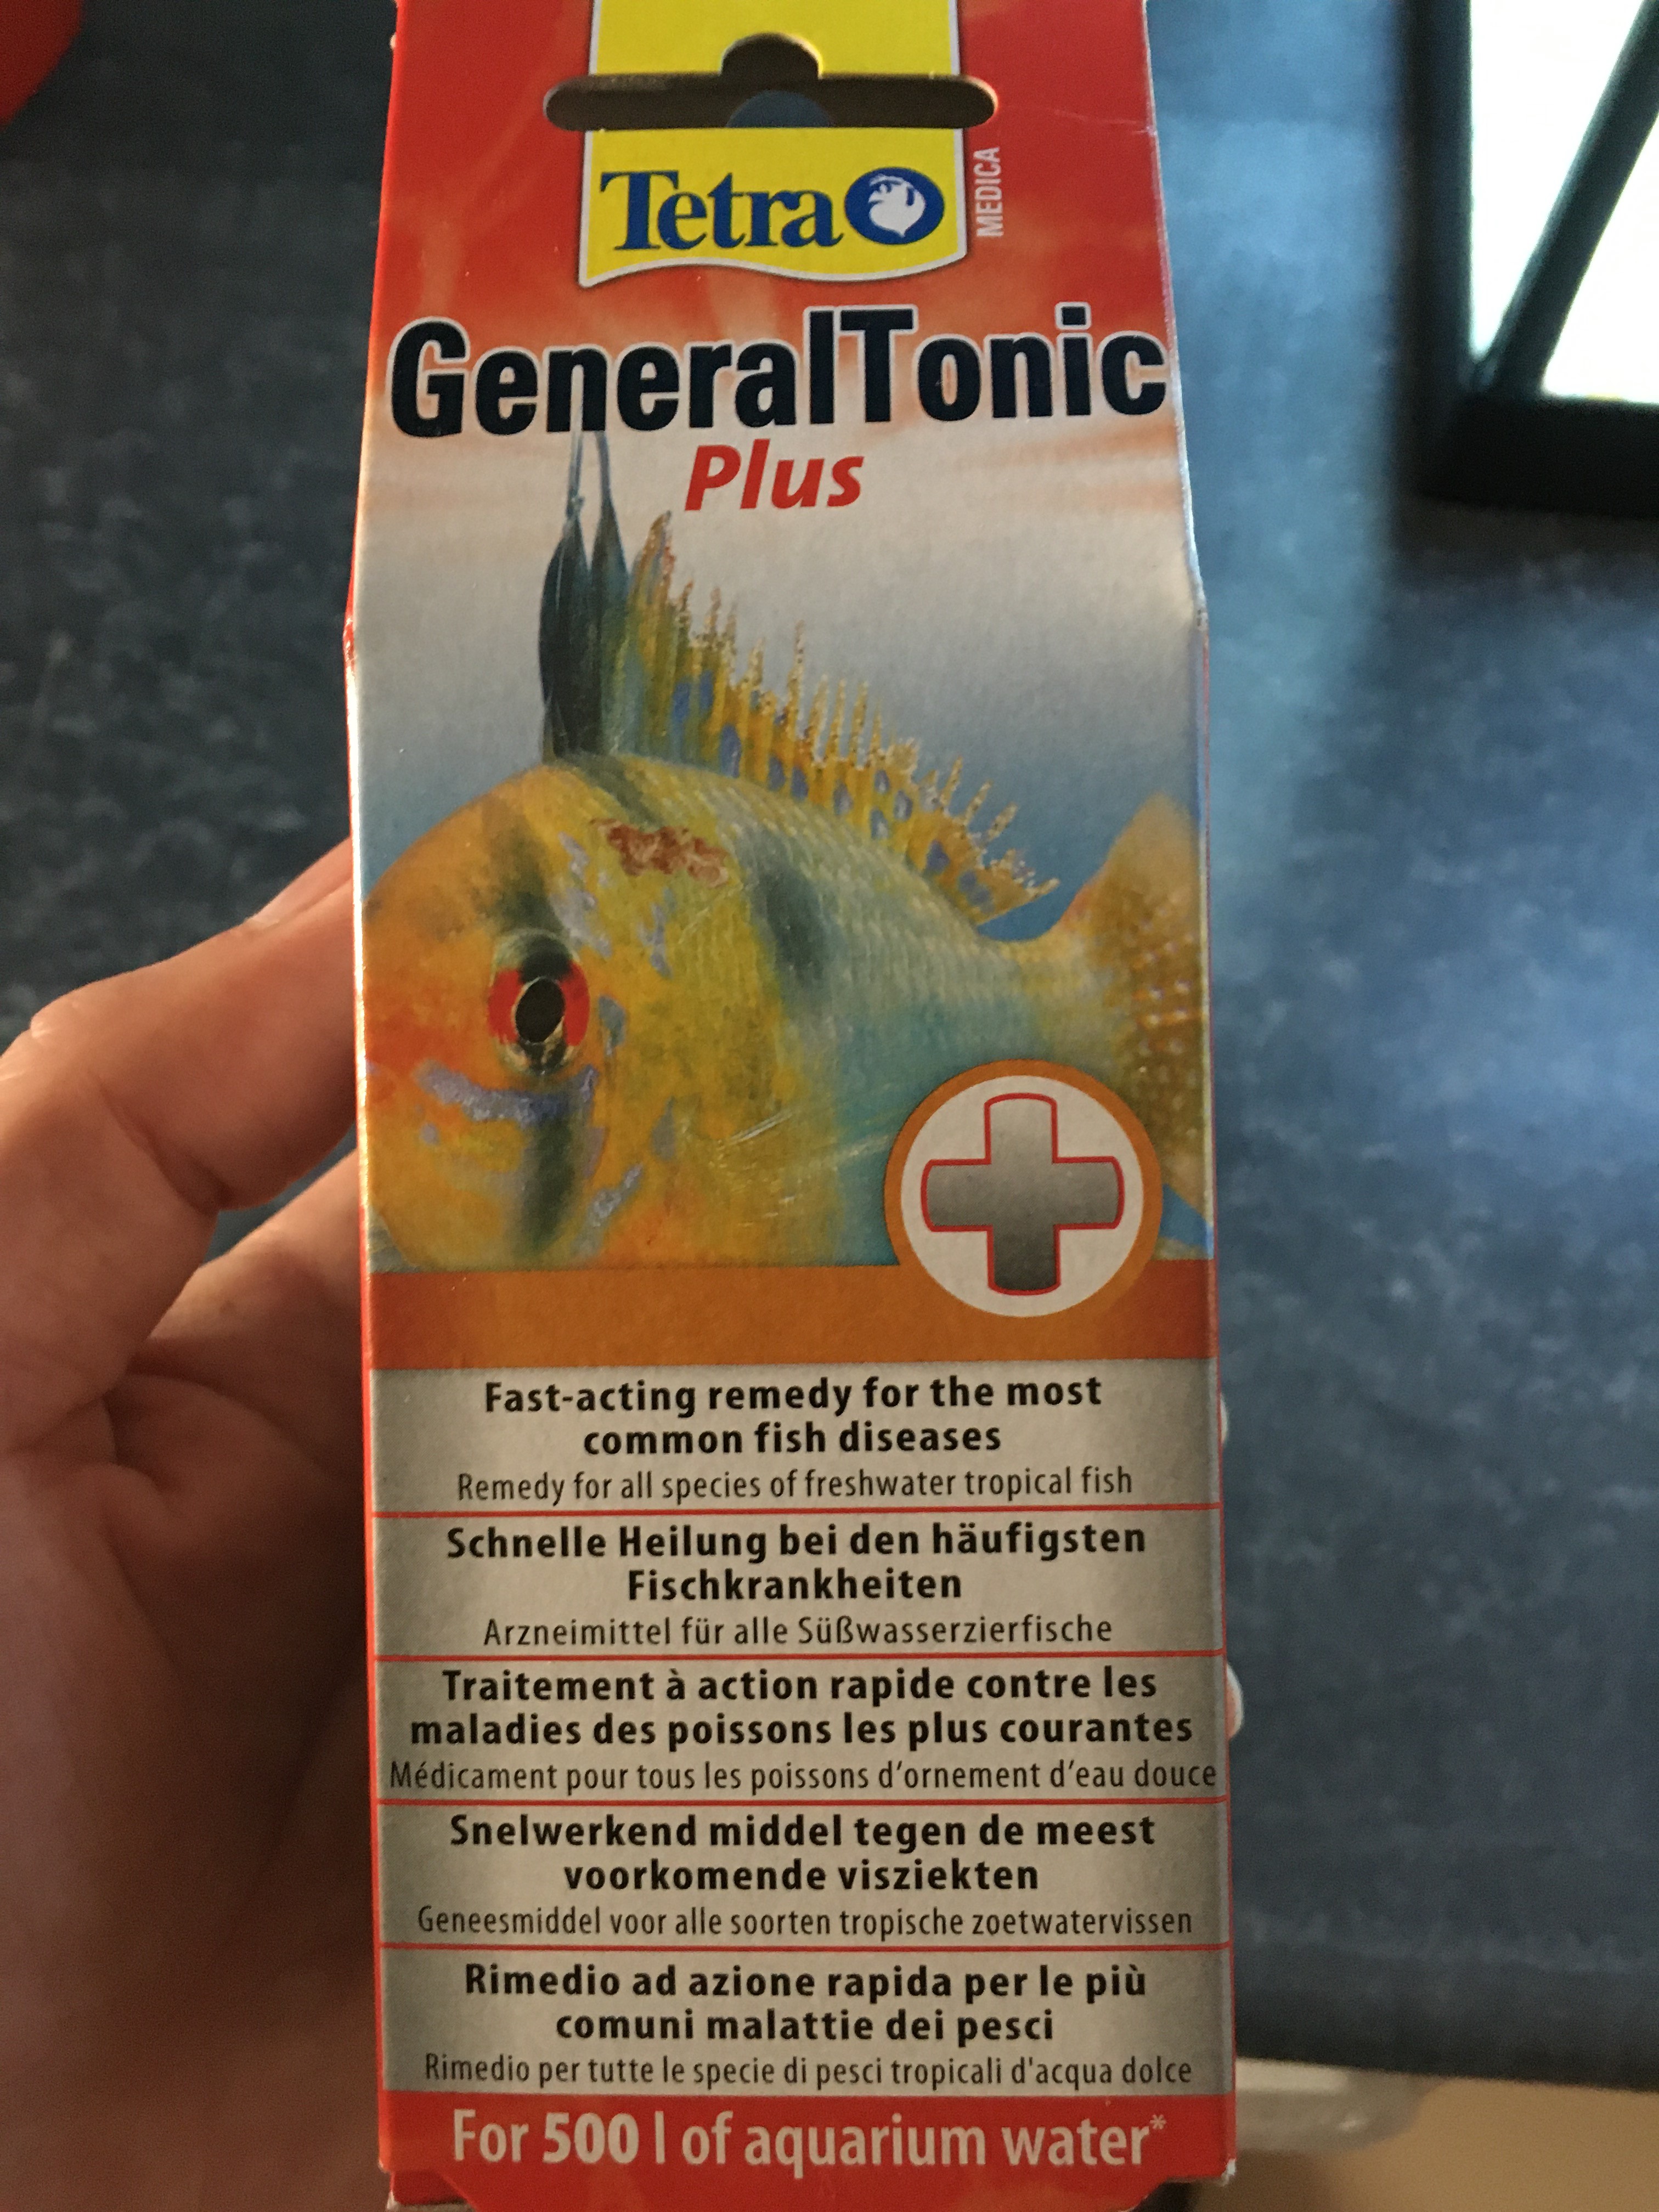 Tetra
MEDICA
GeneralTonic
Plus
Fast-acting remedy for the most
common fish diseases
Remedy for all species of freshwater tropical fish
Schnelle Heilung bei den häufigsten
Fischkrankheiten
Arzneimittel für alle Süßwasserzierfische
Traitement à action rapide contre les
maladies des poissons les plus courantes
Médicament pour tous les poissons d'ornement d'eau douce
Snelwerkend middel tegen de meest
voorkomende visziekten
Geneesmiddel voor alle soorten tropische zoetwatervissen
Rimedio ad azione rapida per le più
comuni malattie dei pesci
Rimedio per tutte le specie di pesci tropicali d'acqua dolce
For 500 l of aquarium water*